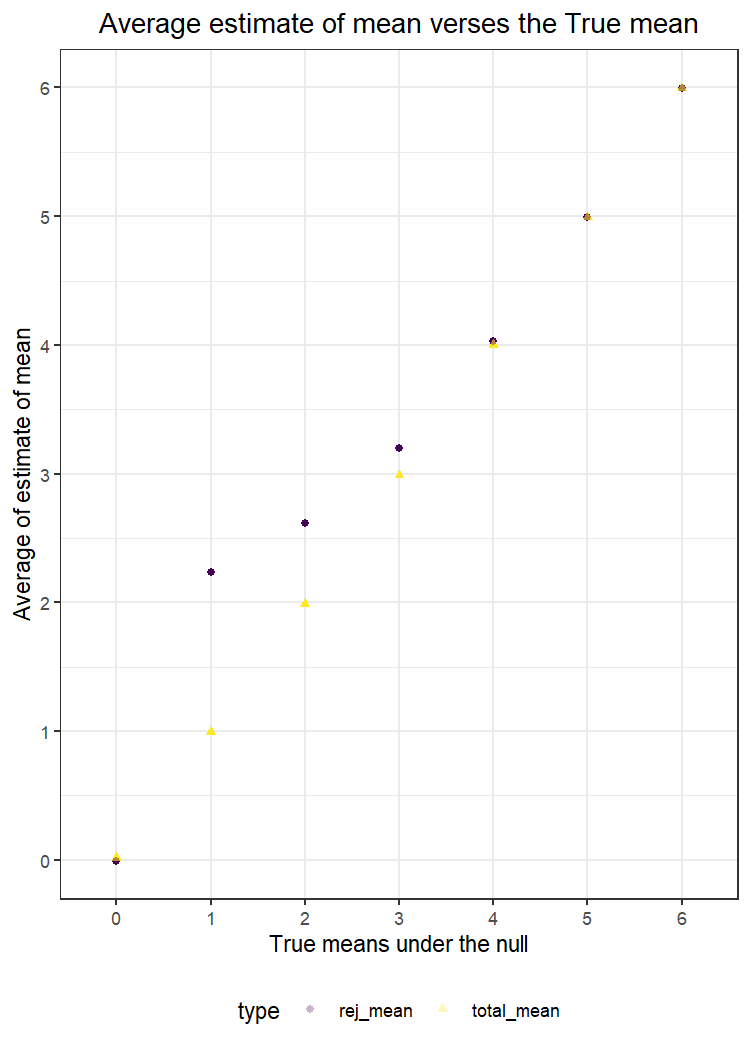 Average estimate of mean verses the True mean
Average of estimate of mean
6
5
4
3
2
1
0
0 1 2 3 4 5 6
True means under the null
type rej_mean total_mean